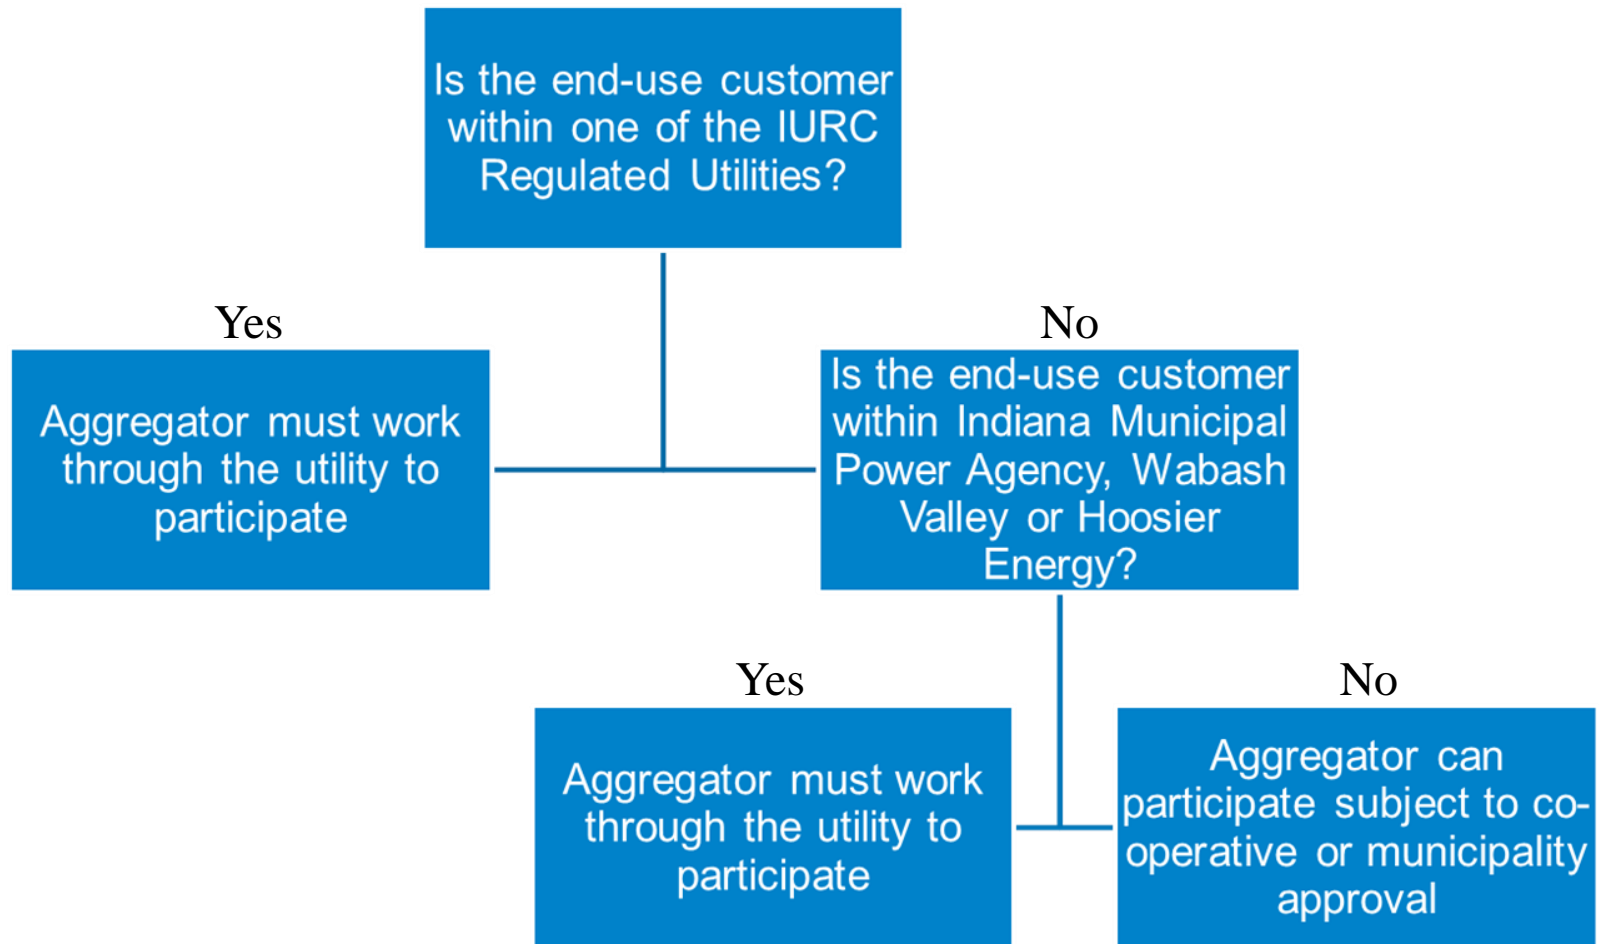 Is the end-use customer
within one of the IURC
Regulated Utilities?
Yes
No
Aggregator must work
through the utility to
participate
Is the end-use customer
within Indiana Municipal
Power Agency, Wabash
Valley or Hoosier
Energy?
Yes
No
Aggregator must work
through the utility to
participate
Aggregator can
participate subject to co-
operative or municipality
approval